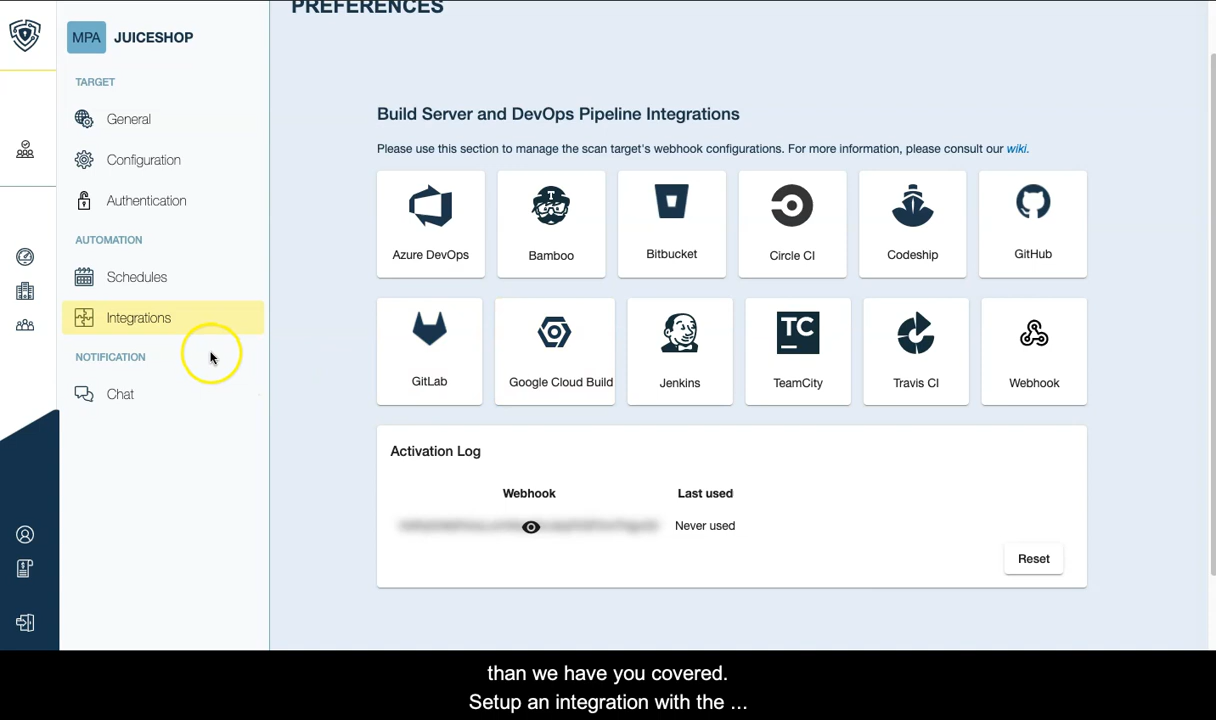 PREFERENCES
MPA JUICESHOP
TARGET
General
Configuration
Authentication
AUTOMATION
Schedules
Integrations
NOTIFICATION
Chat
Build Server and DevOps Pipeline Integrations
Please use this section to manage the scan target's webhook configurations. For more information, please consult our wiki.
Azure DevOps
Bamboo
Bitbucket
Circle CI
Codeship
GitHub
GitLab
Google Cloud Build
Jenkins
TC
TeamCity
Travis CI
Webhook
Activation Log
Webhook Last used
Never used
Reset
than we have you covered.
Setup an integration with the ...